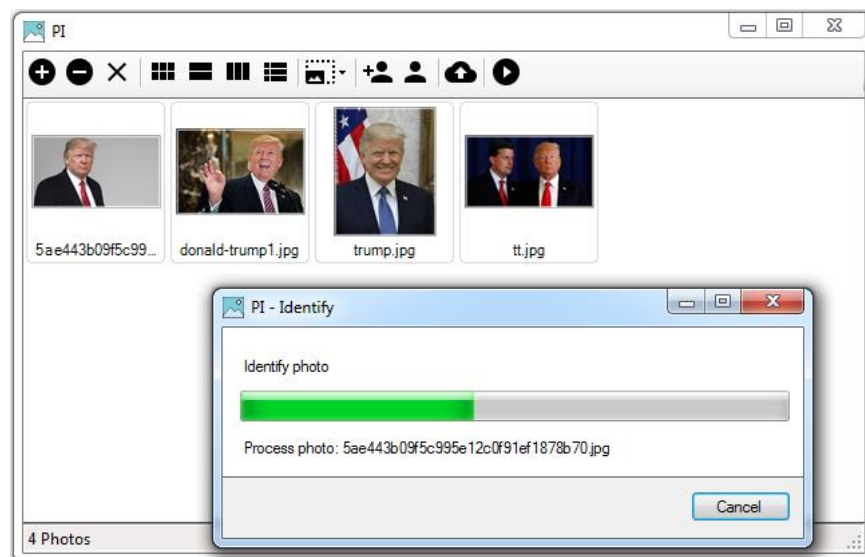 PI
5ae443b09f5c99...
donald-trump1.jpg
trump.jpg
tt.jpg
PI - Identify
Identify photo
Process photo: 5ae443b09f5c995e12c0f91ef1878b70.jpg
Cancel
4 Photos